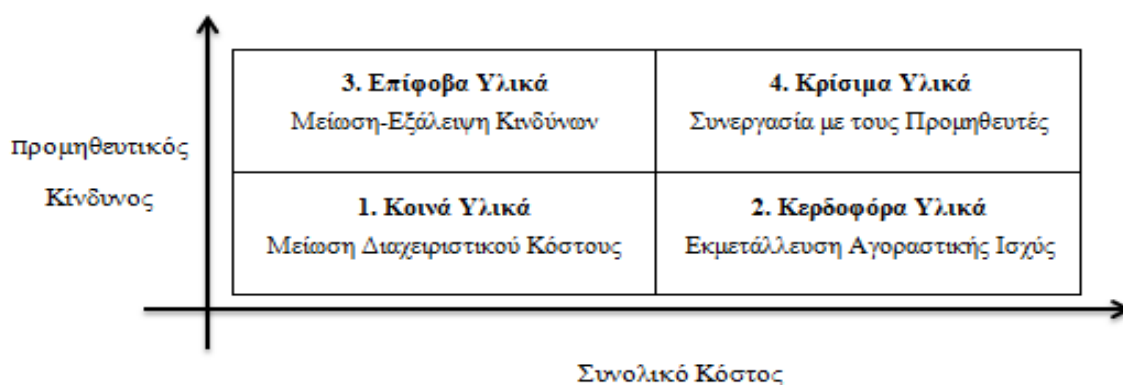 3. Επίφοβα Υλικά
Μείωση-Εξάλειψη Κινδύνων
4. Κρίσιμα Υλικά
Συνεργασία με τους Προμηθευτές
προμηθευτικός
Κίνδυνος
1. Κοινά Υλικά
Μείωση Διαχειριστικού Κόστους
2. Κερδοφόρα Υλικά
Εκμετάλλευση Αγοραστικής Ισχύς
Συνολικό Κόστος